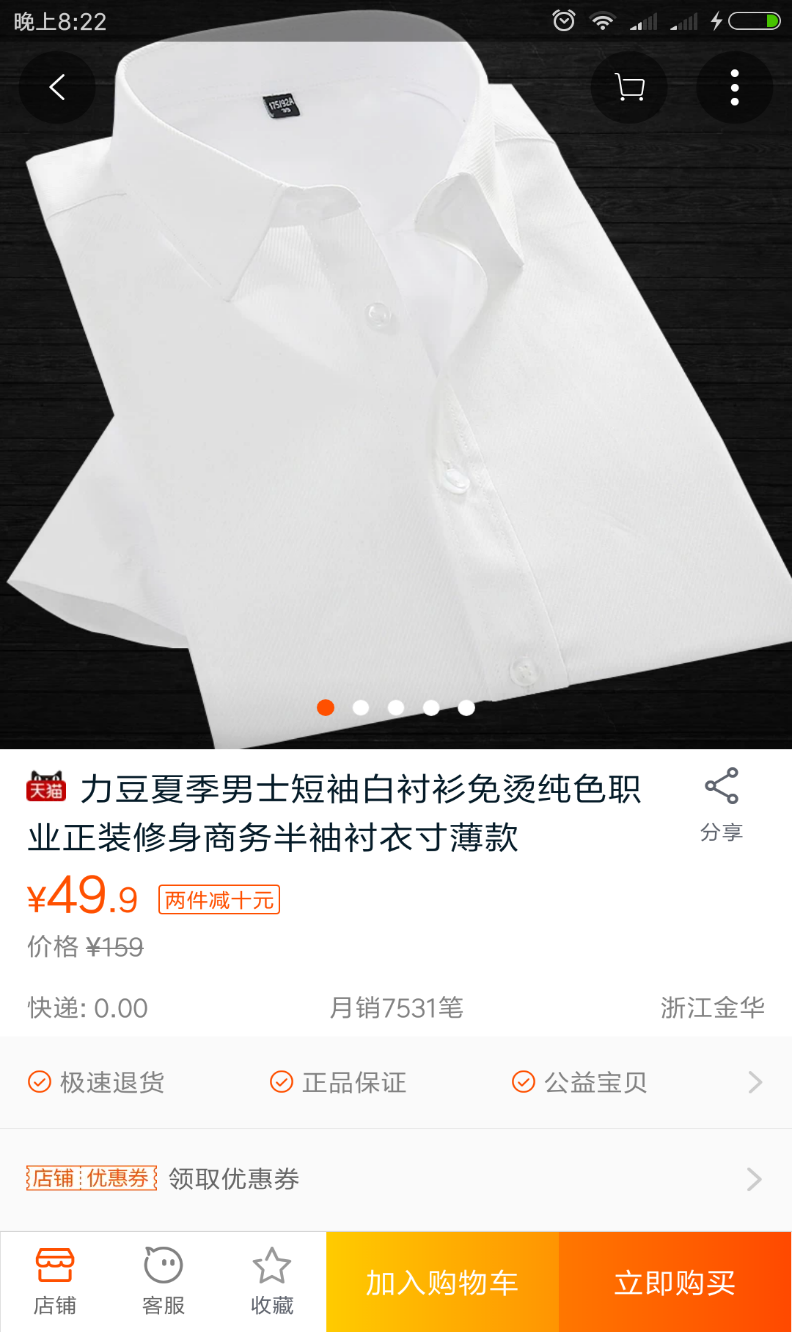 晚上8:22
175/92A
39
天猫 力豆夏季男士短袖白衬衫免烫纯色职
业正装修身商务半袖衬衣寸薄款
分享
¥49.9 两件减十元
价格 ¥159
快递: 0.00 月销7531笔 浙江金华
极速退货 正品保证 公益宝贝
店铺 优惠券 领取优惠券
店铺 客服 收藏 加入购物车 立即购买